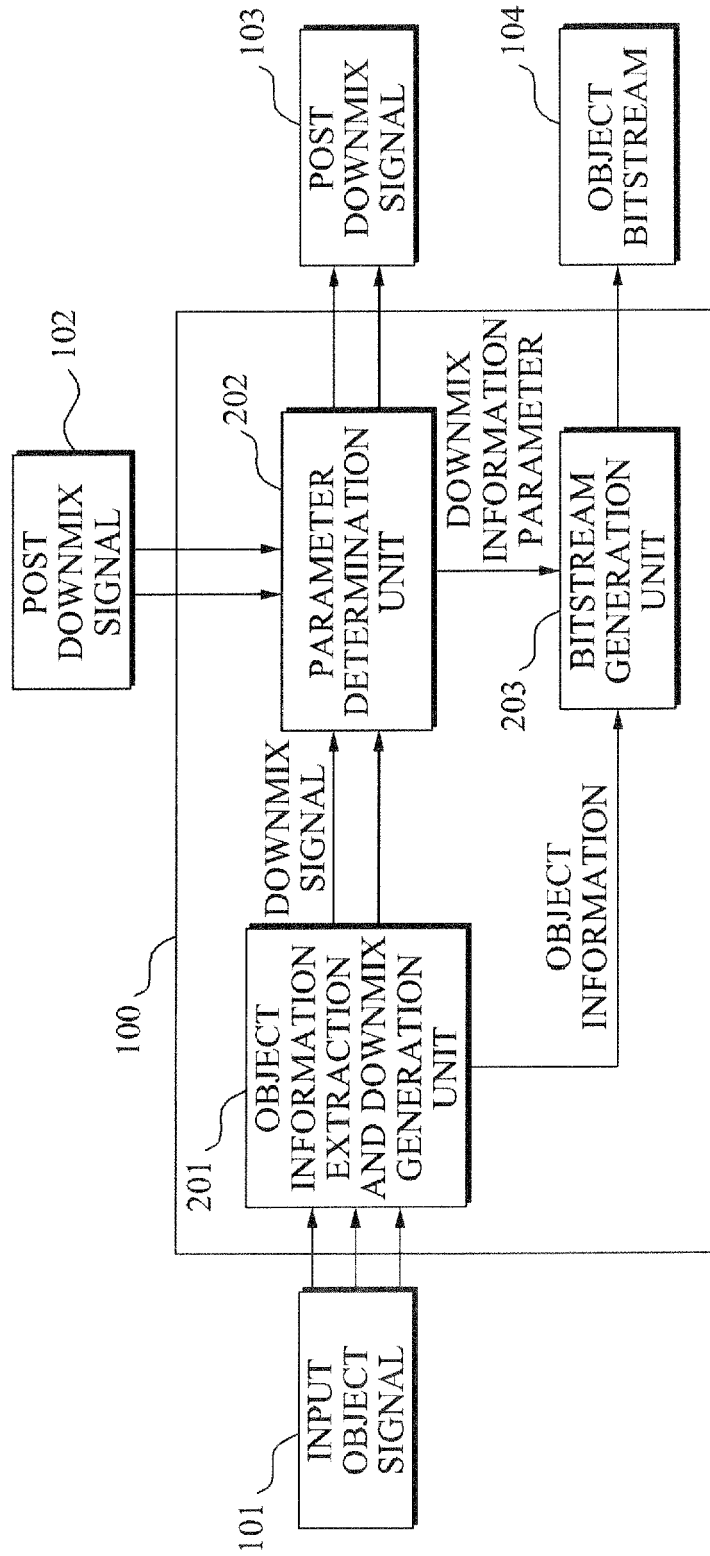 100
101
INPUT
OBJECT
SIGNAL
201
OBJECT
INFORMATION
EXTRACTION
AND DOWNMIX
GENERATION
UNIT
DOWNMIX
SIGNAL
OBJECT
INFORMATION
102
POST
DOWNMIX
SIGNAL
202
PARAMETER
DETERMINATION
UNIT
DOWNMIX
INFORMATION
PARAMETER
203
BITSTREAM
GENERATION
UNIT
103
POST
DOWNMIX
SIGNAL
104
OBJECT
BITSTREAM